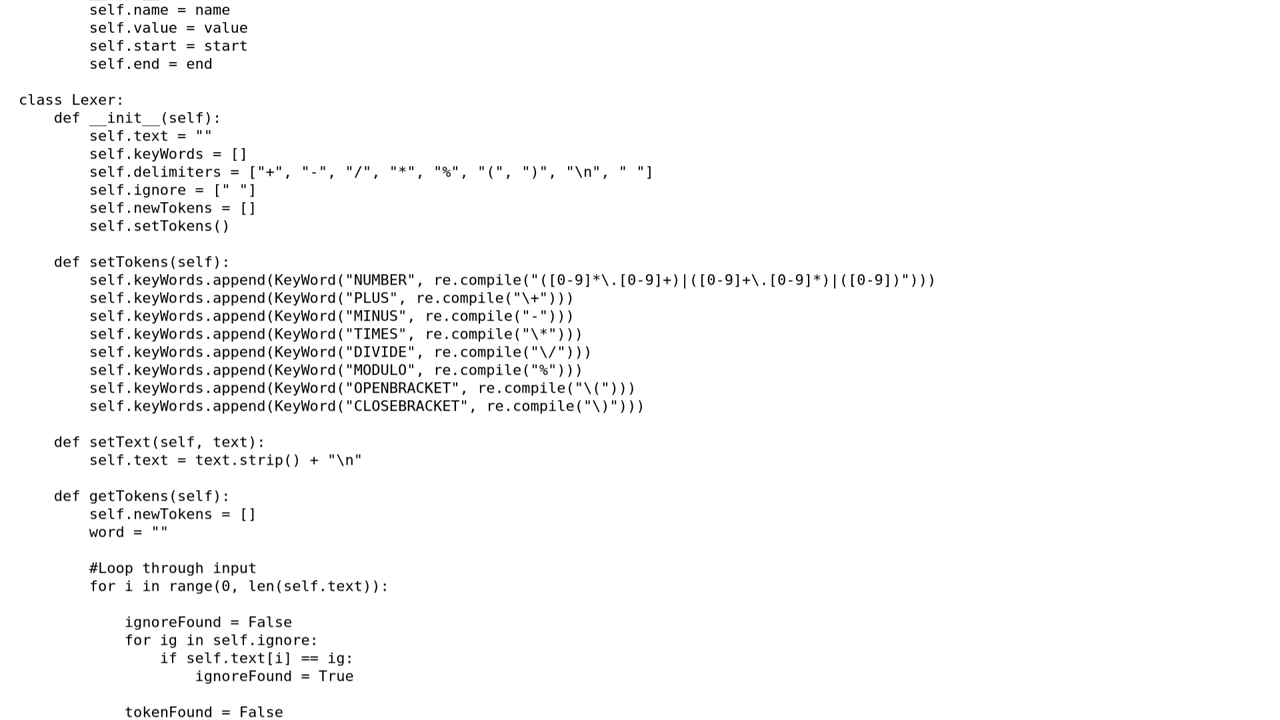 self.name = name
self.value = value
self.start = start
self.end = end
class Lexer:
def __init__(self):
self.text = ""
self.keyWords = []
self.delimiters = ["+", "-", "/", "*", "%", "(", ")", "\n", " "]
self.ignore = [" "]
self.newTokens = []
self.setTokens()
def setTokens(self):
self.keyWords.append(KeyWord("NUMBER", re.compile("([0-9]*\.[0-9]+)|([0-9]+\.[0-9]*)|([0-9])")))
self.keyWords.append(KeyWord("PLUS", re.compile("\+")))
self.keyWords.append(KeyWord("MINUS", re.compile("-")))
self.keyWords.append(KeyWord("TIMES", re.compile("\*")))
self.keyWords.append(KeyWord("DIVIDE", re.compile("\/")))
self.keyWords.append(KeyWord("MODULO", re.compile("%")))
self.keyWords.append(KeyWord("OPENBRACKET", re.compile("\(")))
self.keyWords.append(KeyWord("CLOSEBRACKET", re.compile("\)")))
def setText(self, text):
self.text = text.strip() + "\n"
def getTokens(self):
self.newTokens = []
word = ""
#Loop through input
for i in range(0, len(self.text)):
ignoreFound = False
for ig in self.ignore:
if self.text[i] == ig:
ignoreFound = True
tokenFound = False